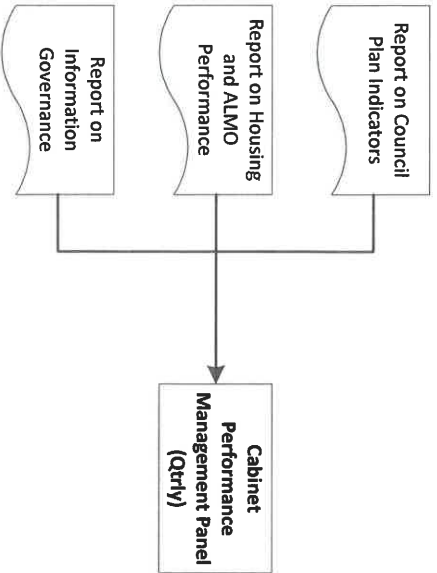 Report on Council
Plan Indicators
Report on Housing
and ALMO
Performance
Report on
Information
Governance
Cabinet
Performance
Management Panel
(Qtrly)